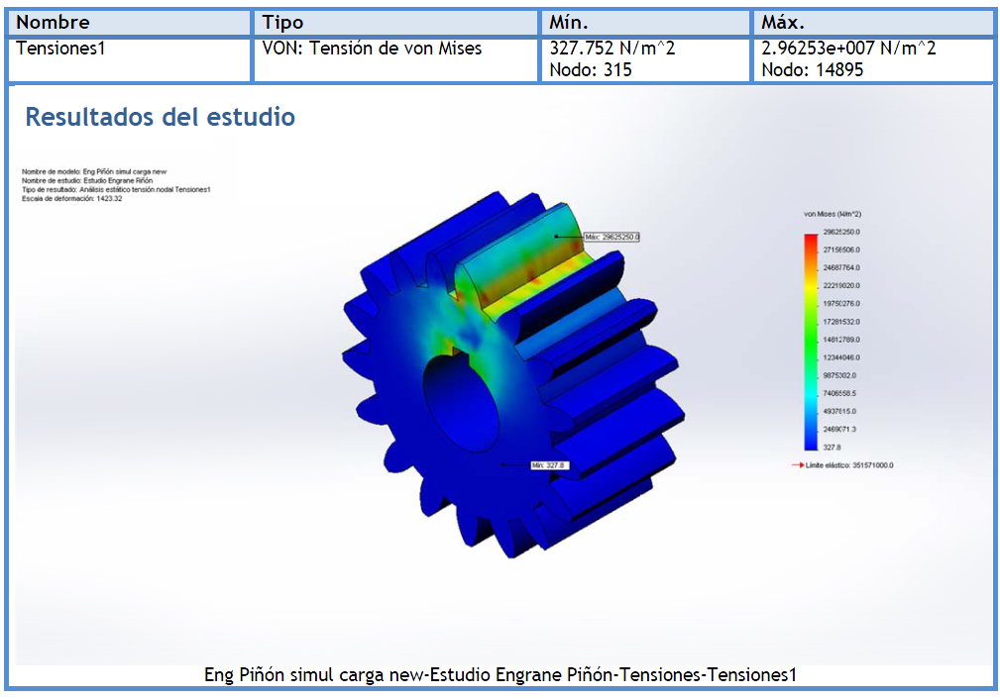 Nombre Tipo Mín. Máx.
Tensiones1 VON: Tensión de von Mises 327.752 N/m^2 2.96253e+007 N/m^2
Nodo: 315 Nodo: 14895
Resultados del estudio
Nombre de modelo: Eng Piñón simul carga new
Nombre de estudio: Estudio Engrane Piñón
Tipo de resultado: Análisis estático tensión nodal Tensiones1
Escala de deformación: 1423.32
von Mises (N/m^2)
29625250.0
27156506.0
24687764.0
22219020.0
19750276.0
17281532.0
14812789.0
12344046.0
9875302.0
7406558.5
4937815.0
2469071.3
327.8
Límite elástico: 351571000.0
Máx: 29625250.0
Mín: 327.8
Eng Piñón simul carga new-Estudio Engrane Piñón-Tensiones-Tensiones1